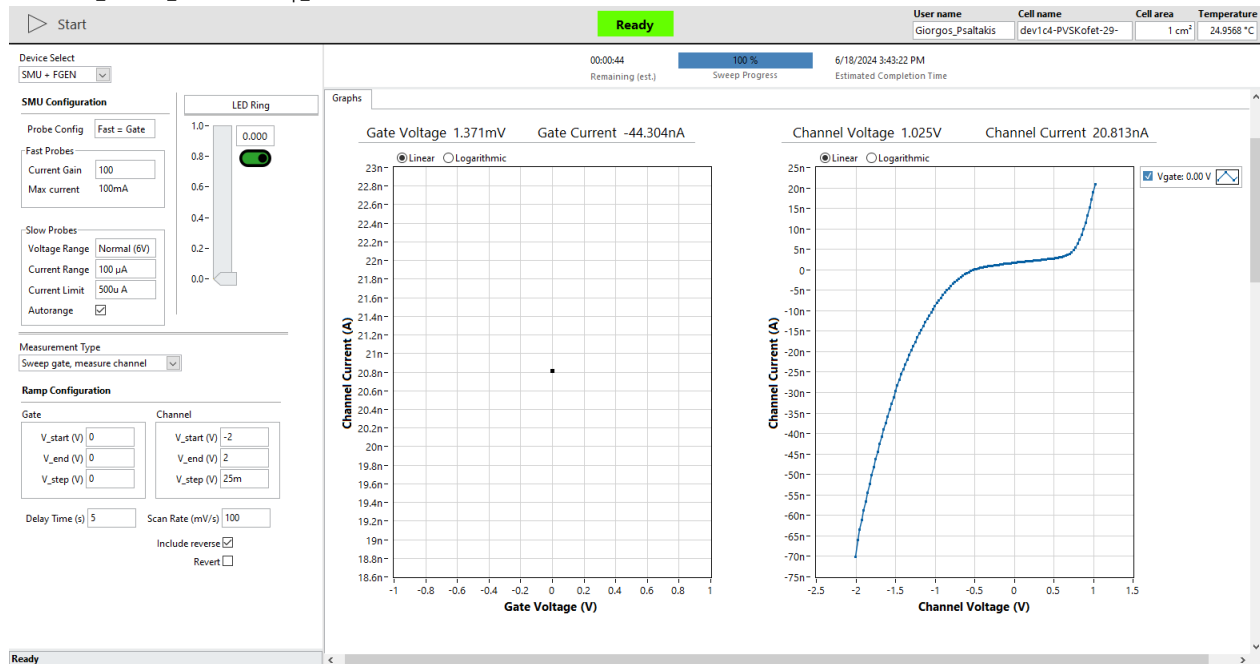 Start
Ready
User name
Cell name
Cell area
Temperature
Giorgos_Psaltakis
dev1c4-PVSKofet-29-
1 cm²
24.9568 °C
Device Select
SMU + FGEN
00:00:44
Remaining (est.)
100 %
Sweep Progress
6/18/2024 3:43:22 PM
Estimated Completion Time
SMU Configuration
Probe Config
Fast = Gate
Fast Probes
Current Gain
100
Max current
100mA
Slow Probes
Voltage Range
Normal (6V)
Current Range
100 µA
Current Limit
500u A
Autorange
LED Ring
0.000
1.0
0.8
0.6
0.4
0.2
0.0
Measurement Type
Sweep gate, measure channel
Ramp Configuration
Gate
V_start (V) 0
V_end (V) 0
V_step (V) 0
Channel
V_start (V) -2
V_end (V) 2
V_step (V) 25m
Delay Time (s) 5
Scan Rate (mV/s) 100
Include reverse
Revert
Ready
Graphs
Gate Voltage 1.371mV
Gate Current -44.304nA
Linear
Logarithmic
Channel Current (A)
23n
22.8n
22.6n
22.4n
22.2n
22n
21.8n
21.6n
21.4n
21.2n
21n
20.8n
20.6n
20.4n
20.2n
20n
19.8n
19.6n
19.4n
19.2n
19n
18.8n
18.6n
-1 -0.8 -0.6 -0.4 -0.2 0 0.2 0.4 0.6 0.8 1
Gate Voltage (V)
Channel Voltage 1.025V
Channel Current 20.813nA
Linear
Logarithmic
Channel Current (A)
25n
20n
15n
10n
5n
0
-5n
-10n
-15n
-20n
-25n
-30n
-35n
-40n
-45n
-50n
-55n
-60n
-65n
-70n
-75n
-2.5 -2 -1.5 -1 -0.5 0 0.5 1 1.5
Channel Voltage (V)
Vgate: 0.00 V